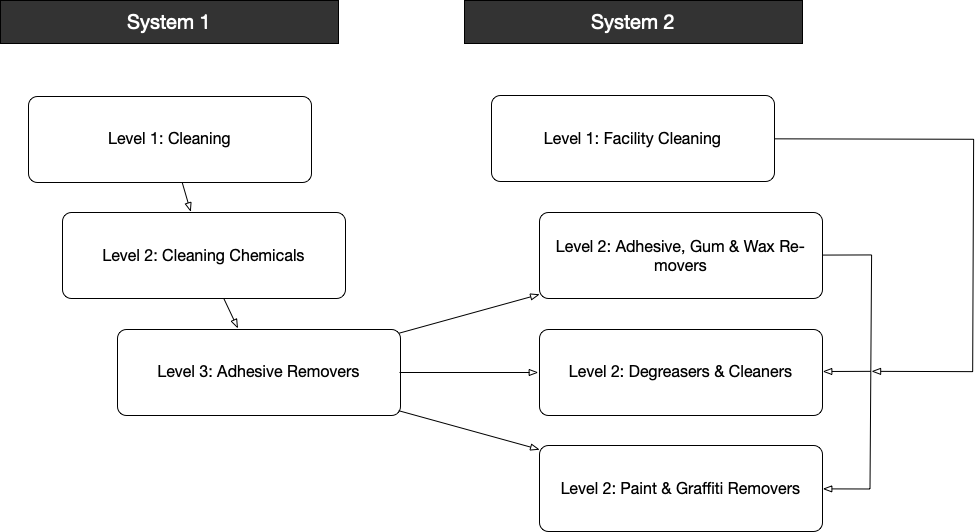 System 1
System 2
Level 1: Cleaning
Level 1: Facility Cleaning
Level 2: Cleaning Chemicals
Level 2: Adhesive, Gum & Wax Re-
movers
Level 3: Adhesive Removers
Level 2: Degreasers & Cleaners
Level 2: Paint & Graffiti Removers